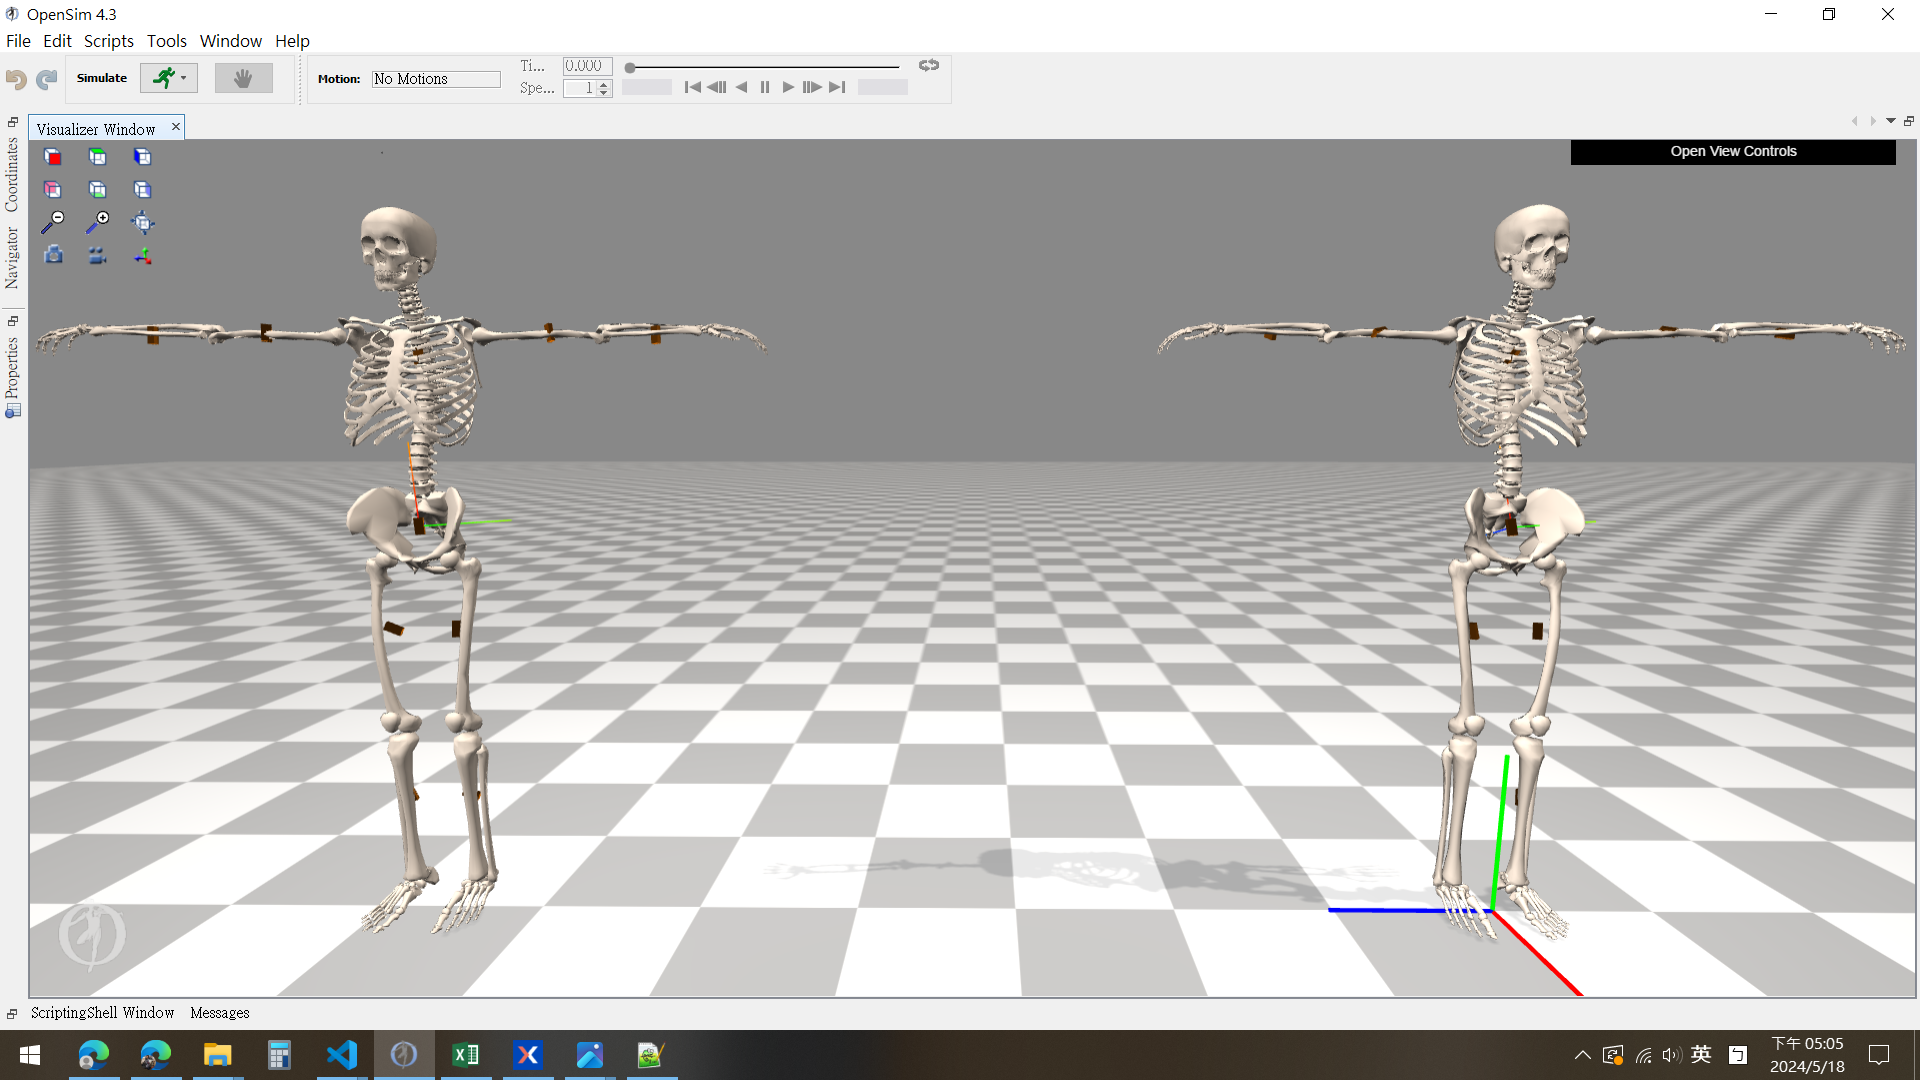 OpenSim 4.3
File Edit Scripts Tools Window Help
Simulate
Motion: No Motions
Ti... 0.000
Spe... 1
Visualizer Window
Open View Controls
Coordinates
Navigator
Properties
ScriptingShell Window Messages
英
下午 05:05
2024/5/18